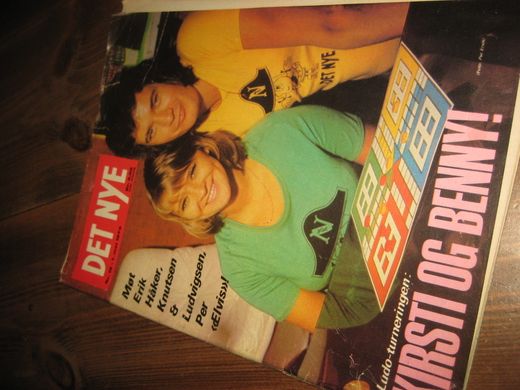 DET NYE
Møt
Erik
Håker,
Knutsen
&
Ludvigsen,
Per
«Elvis»
DET NYE
N
N
Ludo-turneringen:
KIRSTI OG BENNY!